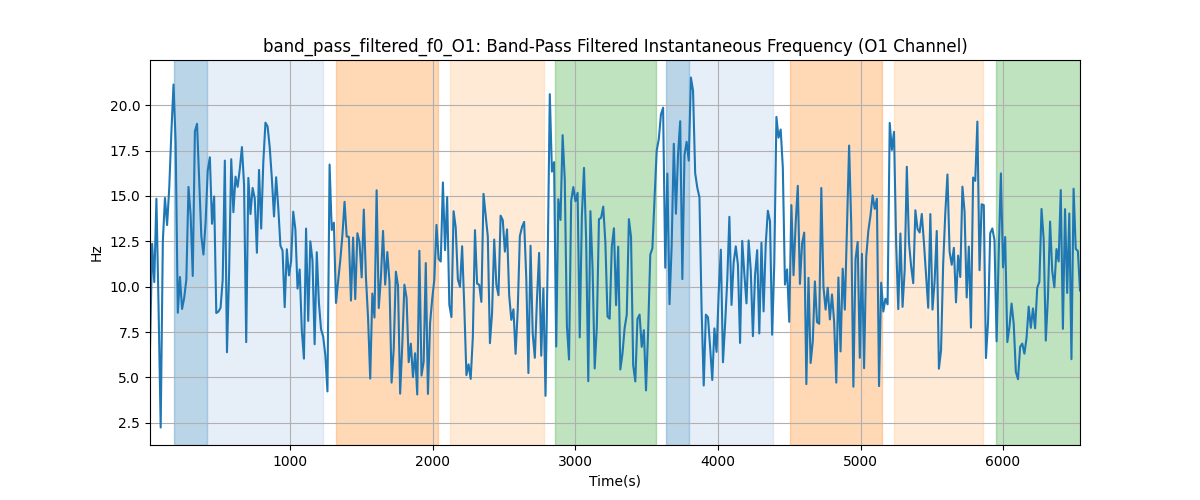 band_pass_filtered_f0_O1: Band-Pass Filtered Instantaneous Frequency (O1 Channel)
20.0
17.5
15.0
12.5
10.0
7.5
5.0
2.5
Hz
1000 2000 3000 4000 5000 6000
Time(s)